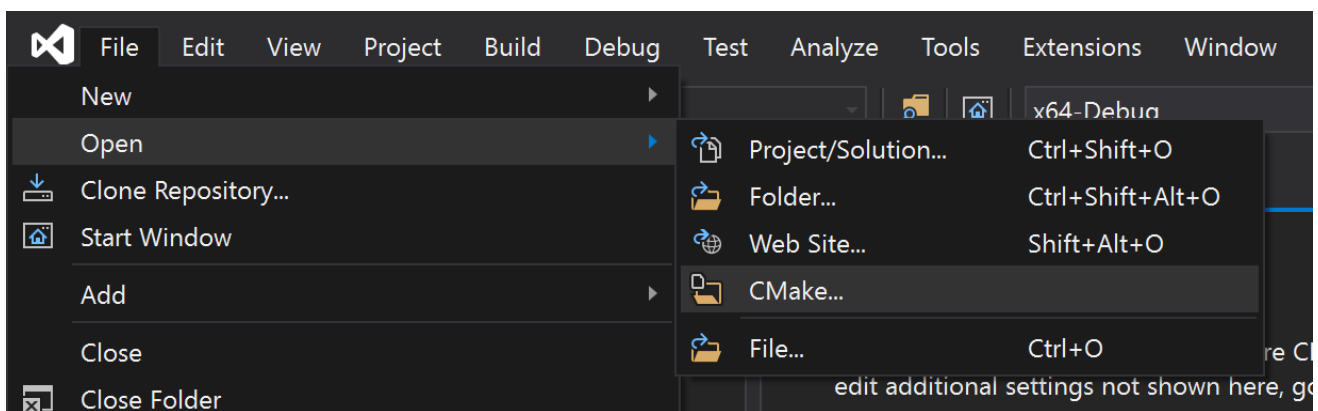 File Edit View Project Build Debug Test Analyze Tools Extensions Window
New
x64-Debug
Open
Project/Solution... Ctrl+Shift+O
Clone Repository...
Folder... Ctrl+Shift+Alt+O
Start Window
Web Site... Shift+Alt+O
CMake...
Add
File... Ctrl+O
Close
edit additional settings not shown here,
Close Folder